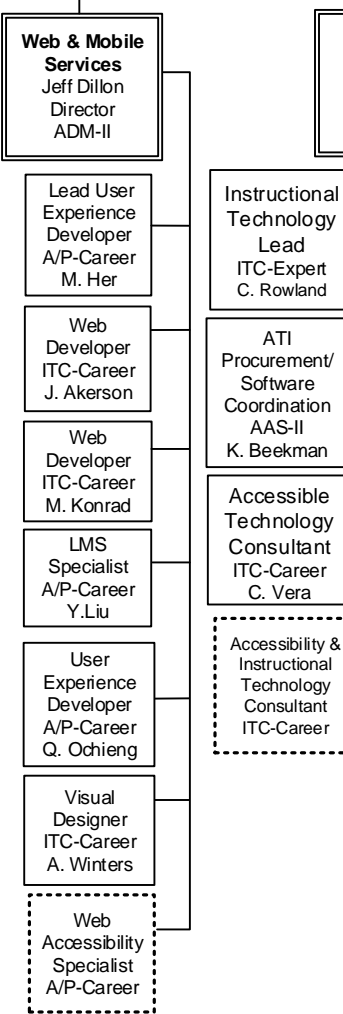 Web & Mobile
Services
Jeff Dillon
Director
ADM-II
Lead User
Experience
Developer
A/P-Career
M. Her
Web
Developer
ITC-Career
J. Akerson
Web
Developer
ITC-Career
M. Konrad
LMS
Specialist
A/P-Career
Y.Liu
User
Experience
Developer
A/P-Career
Q. Ochieng
Visual
Designer
ITC-Career
A. Winters
Web
Accessibility
Specialist
A/P-Career
Instructional
Technology
Lead
ITC-Expert
C. Rowland
ATI
Procurement/
Software
Coordination
AAS-II
K. Beekman
Accessible
Technology
Consultant
ITC-Career
C. Vera
Accessibility &
Instructional
Technology
Consultant
ITC-Career